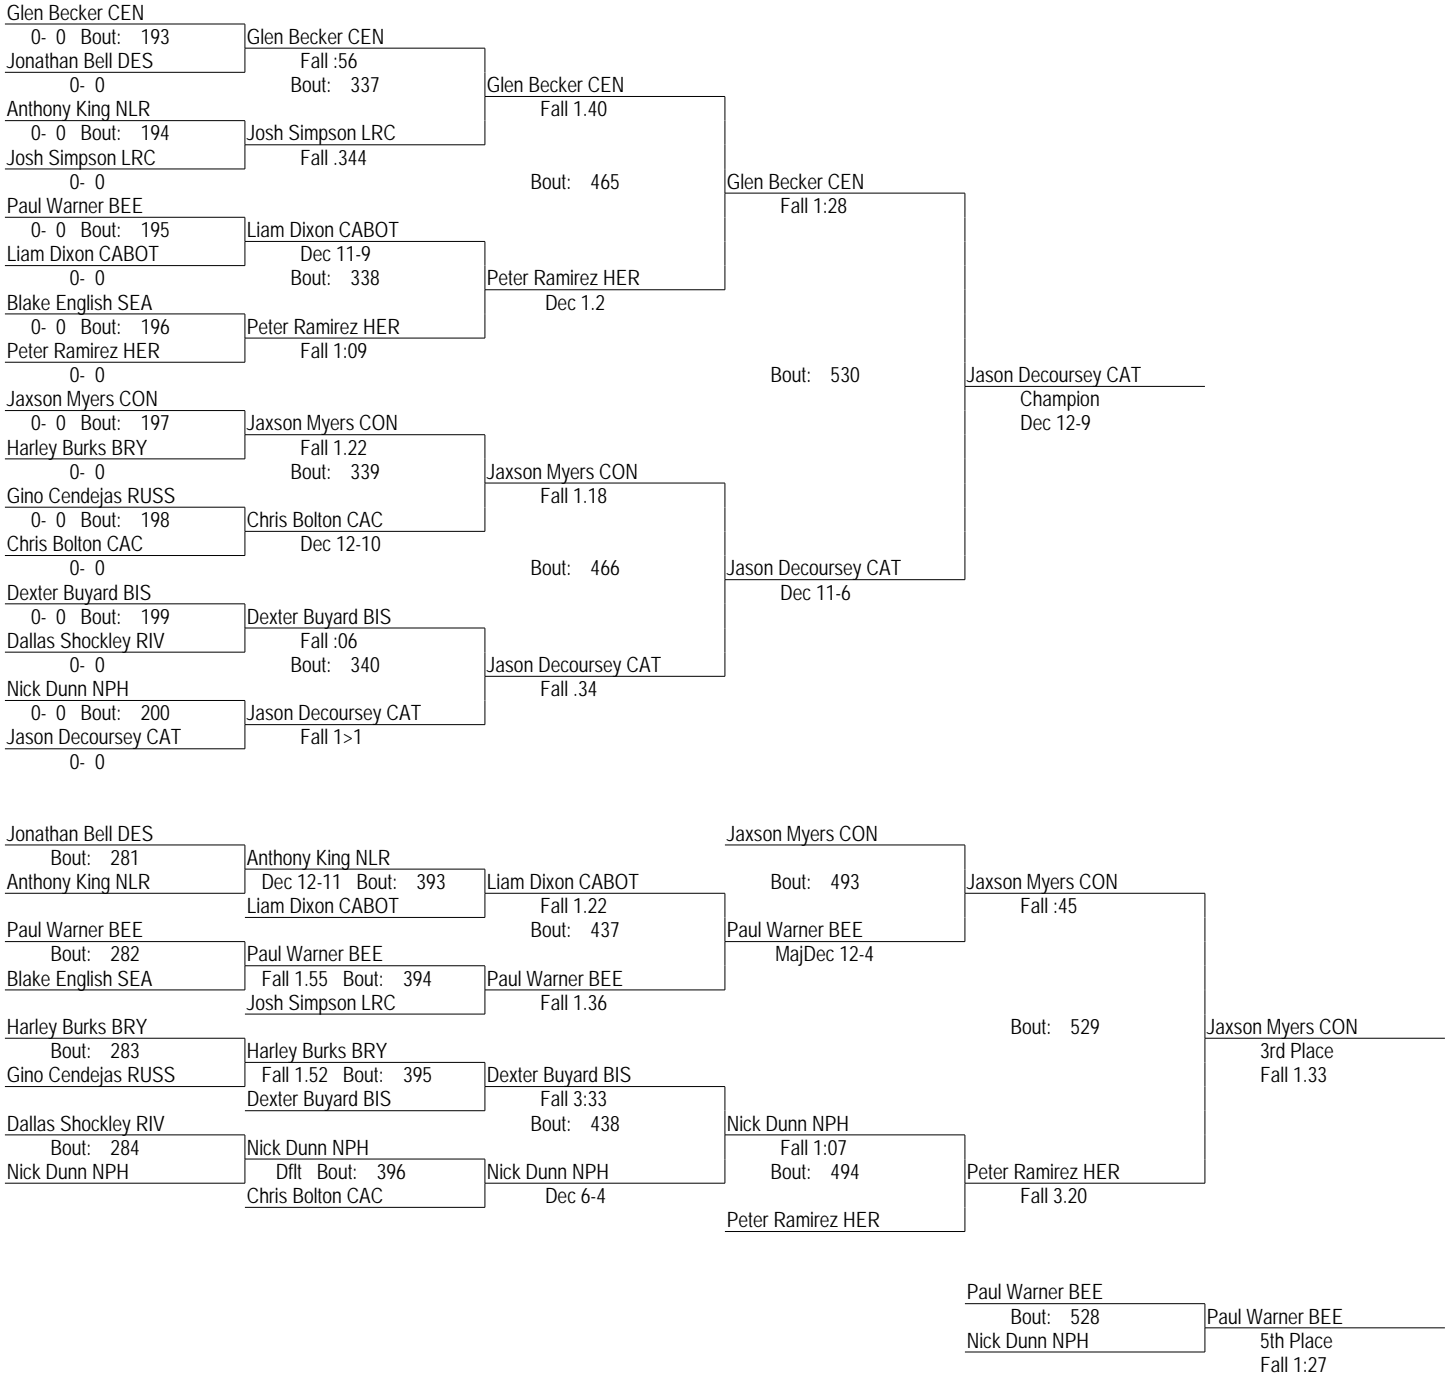 Glen Becker CEN
0- 0 Bout: 193
Glen Becker CEN
Jonathan Bell DES
Fall :56
0- 0
Bout: 337
Glen Becker CEN
Anthony King NLR
Fall 1.40
0- 0 Bout: 194
Josh Simpson LRC
Josh Simpson LRC
Fall .344
0- 0
Bout: 465
Glen Becker CEN
Paul Warner BEE
Fall 1:28
0- 0 Bout: 195
Liam Dixon CABOT
Liam Dixon CABOT
Dec 11-9
0- 0
Bout: 338
Peter Ramirez HER
Blake English SEA
Dec 1.2
0- 0 Bout: 196
Peter Ramirez HER
Peter Ramirez HER
Fall 1:09
0- 0
Bout: 530
Jason Decoursey CAT
Jaxson Myers CON
Champion
0- 0 Bout: 197
Jaxson Myers CON
Dec 12-9
Harley Burks BRY
Fall 1.22
0- 0
Bout: 339
Jaxson Myers CON
Gino Cendejas RUSS
Fall 1.18
0- 0 Bout: 198
Chris Bolton CAC
Chris Bolton CAC
Dec 12-10
0- 0
Bout: 466
Jason Decoursey CAT
Dexter Buyard BIS
Dec 11-6
0- 0 Bout: 199
Dexter Buyard BIS
Dallas Shockley RIV
Fall :06
0- 0
Bout: 340
Jason Decoursey CAT
Nick Dunn NPH
Fall .34
0- 0 Bout: 200
Jason Decoursey CAT
Jason Decoursey CAT
Fall 1>1
0- 0
Jonathan Bell DES
Jaxson Myers CON
Bout: 281
Anthony King NLR
Anthony King NLR
Dec 12-11 Bout: 393
Liam Dixon CABOT
Bout: 493
Jaxson Myers CON
Liam Dixon CABOT
Fall 1.22
Fall :45
Paul Warner BEE
Bout: 437
Paul Warner BEE
Bout: 282
Paul Warner BEE
MajDec 12-4
Blake English SEA
Fall 1.55 Bout: 394
Paul Warner BEE
Josh Simpson LRC
Fall 1.36
Harley Burks BRY
Bout: 529
Jaxson Myers CON
Bout: 283
Harley Burks BRY
3rd Place
Gino Cendejas RUSS
Fall 1.52 Bout: 395
Dexter Buyard BIS
Fall 1.33
Dexter Buyard BIS
Fall 3:33
Dallas Shockley RIV
Bout: 438
Nick Dunn NPH
Bout: 284
Nick Dunn NPH
Fall 1:07
Nick Dunn NPH
Dflt Bout: 396
Nick Dunn NPH
Bout: 494
Peter Ramirez HER
Chris Bolton CAC
Dec 6-4
Fall 3.20
Peter Ramirez HER
Paul Warner BEE
Bout: 528
Paul Warner BEE
Nick Dunn NPH
5th Place
Fall 1:27